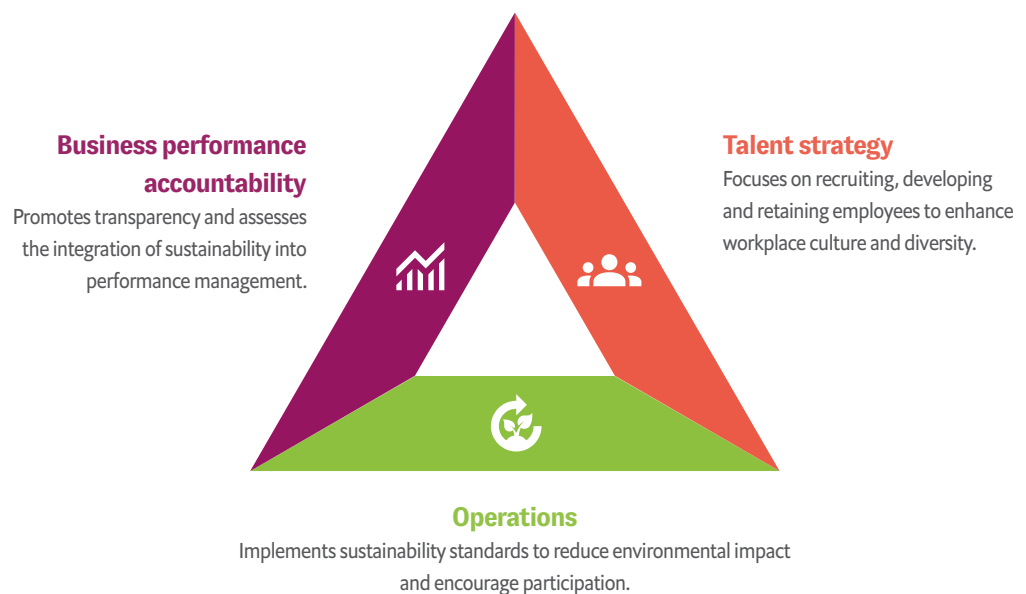 Business performance
accountability
Promotes transparency and assesses
the integration of sustainability into
performance management.
Talent strategy
Focuses on recruiting, developing
and retaining employees to enhance
workplace culture and diversity.
Operations
Implements sustainability standards to reduce environmental impact
and encourage participation.